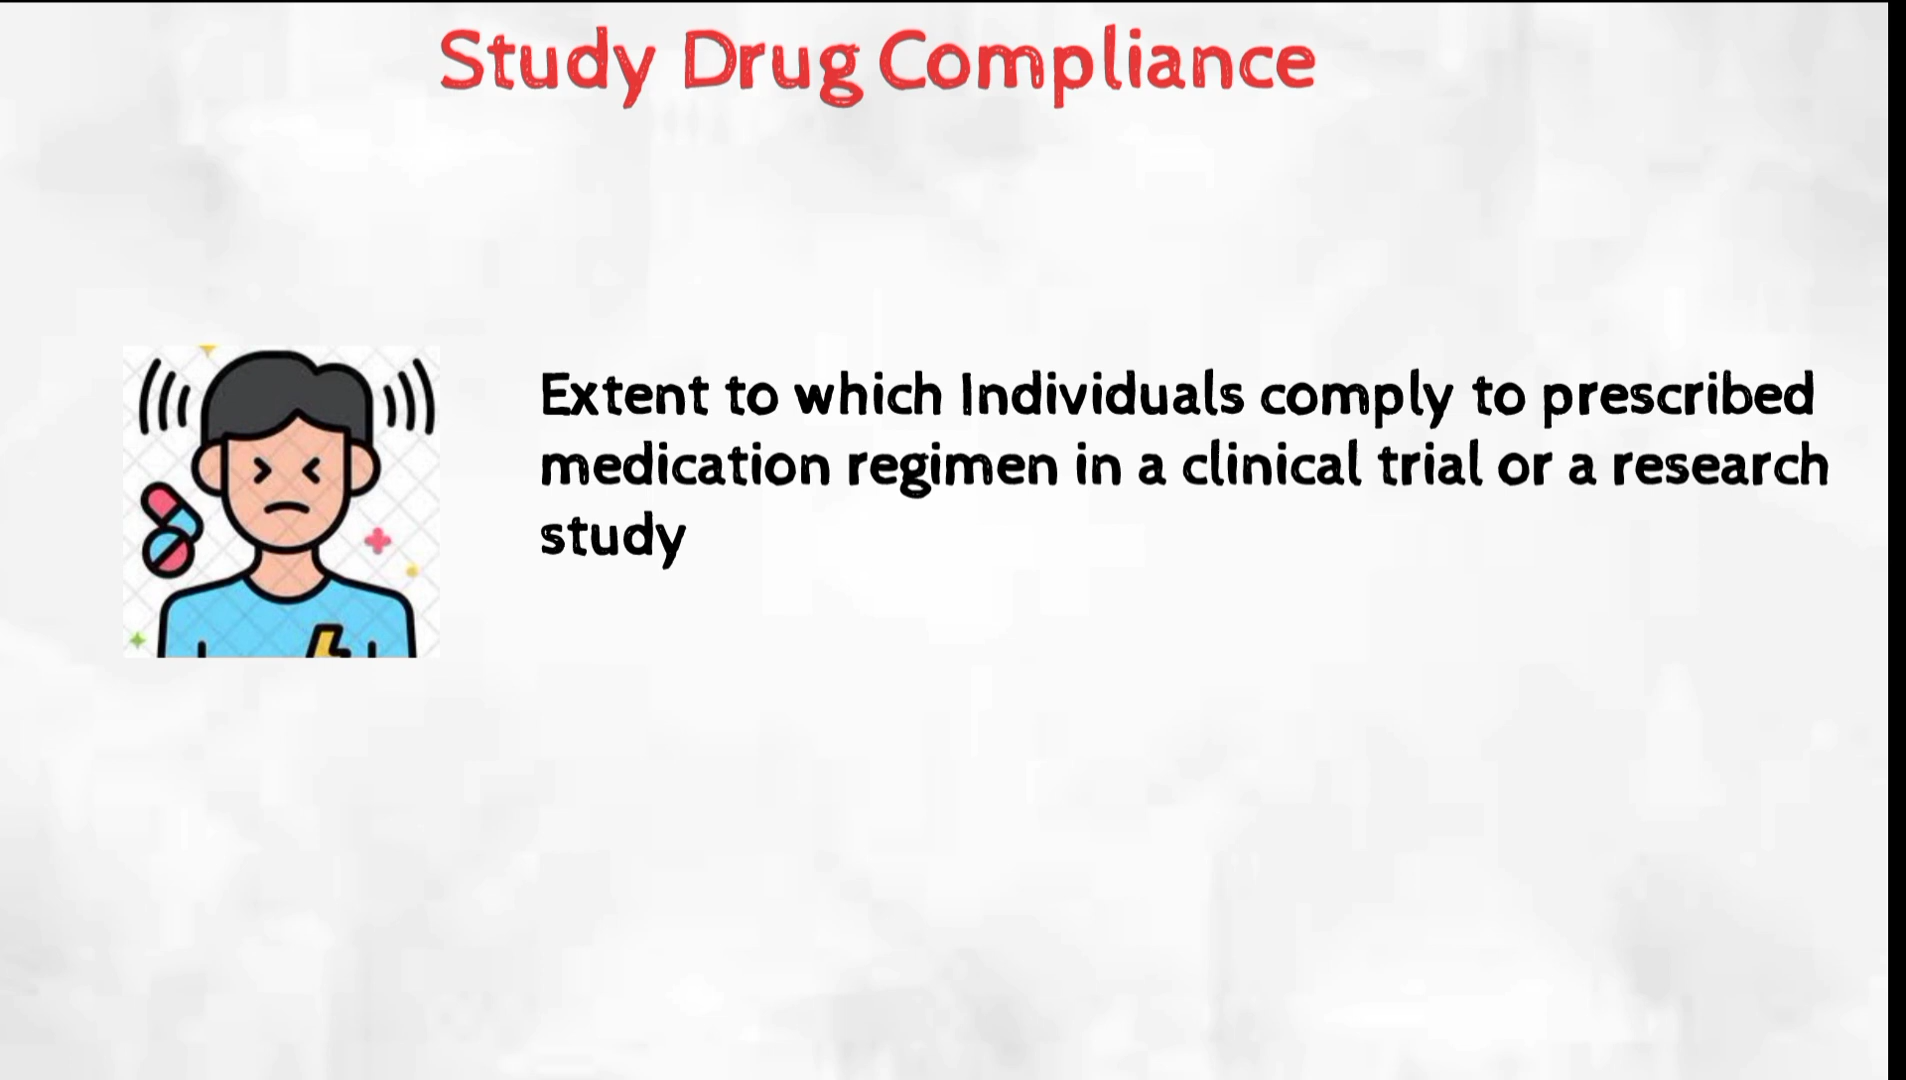 Study Drug Compliance
Extent to which Individuals comply to prescribed
medication regimen in a clinical trial or a research
study